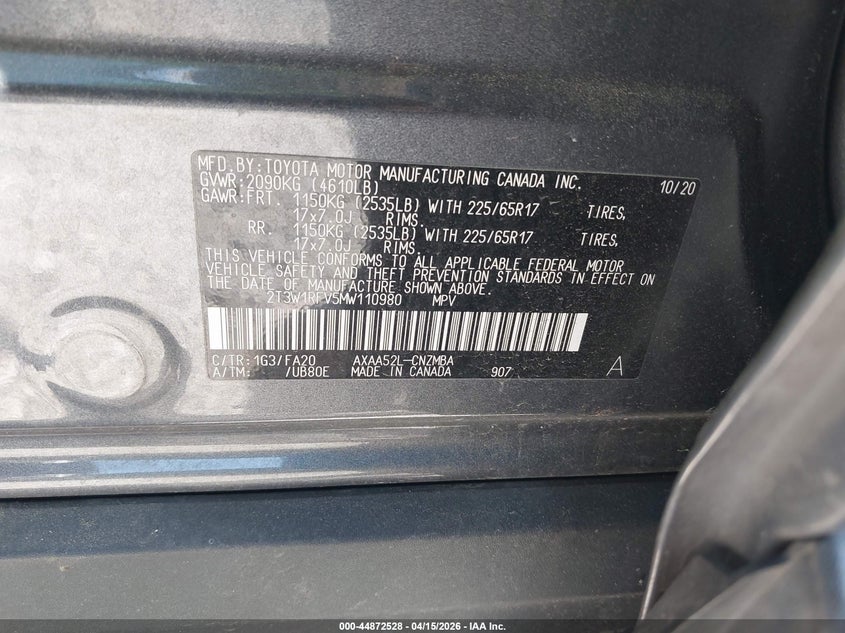 MFD.BY:TOYOTA MOTOR MANUFACTURING CANADA INC. 10/20
GVWR:2090KG (4610LB)
GAWR:FRT. 1150KG (2535LB) WITH 225/65R17 TIRES,
17x7.0J RIMS.
RR. 1150KG (2535LB) WITH 225/65R17 TIRES,
17x7.0J RIMS.
THIS VEHICLE CONFORMS TO ALL APPLICABLE FEDERAL MOTOR
VEHICLE SAFETY AND THEFT PREVENTION STANDARDS IN EFFECT ON
THE DATE OF MANUFACTURE SHOWN ABOVE.
2T3W1RFV5MW110980 MPV
C/TR:1G3/FA20 AXAA52L-CNZMBA
A/TM: /UB80E MADE IN CANADA 907 A
000-44872528 - 04/15/2026 - IAA Inc.